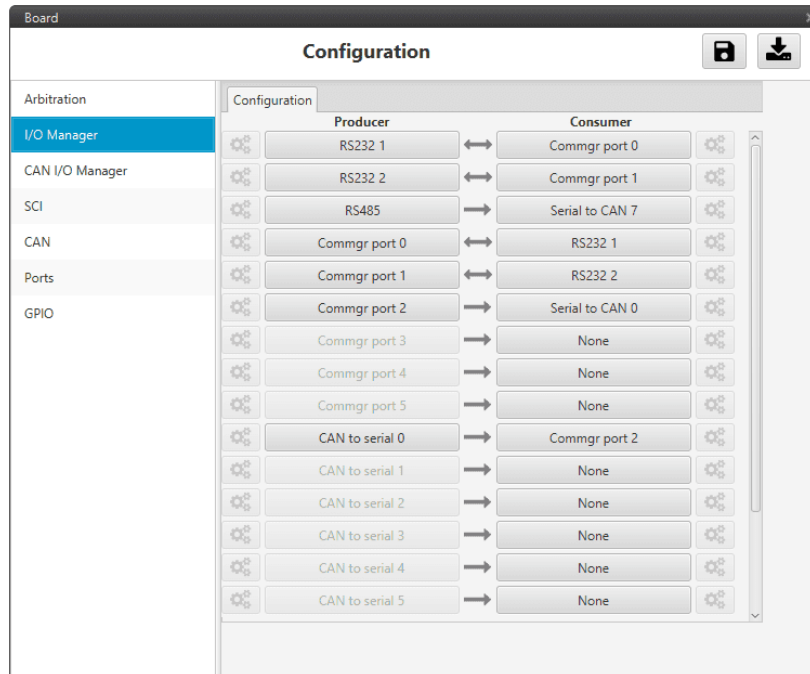 Board
Configuration
Arbitration
I/O Manager
CAN I/O Manager
SCI
CAN
Ports
GPIO
Configuration
Producer Consumer
RS232 1 Commgr port 0
RS232 2 Commgr port 1
RS485 Serial to CAN 7
Commgr port 0 RS232 1
Commgr port 1 RS232 2
Commgr port 2 Serial to CAN 0
Commgr port 3 None
Commgr port 4 None
Commgr port 5 None
CAN to serial 0 Commgr port 2
CAN to serial 1 None
CAN to serial 2 None
CAN to serial 3 None
CAN to serial 4 None
CAN to serial 5 None